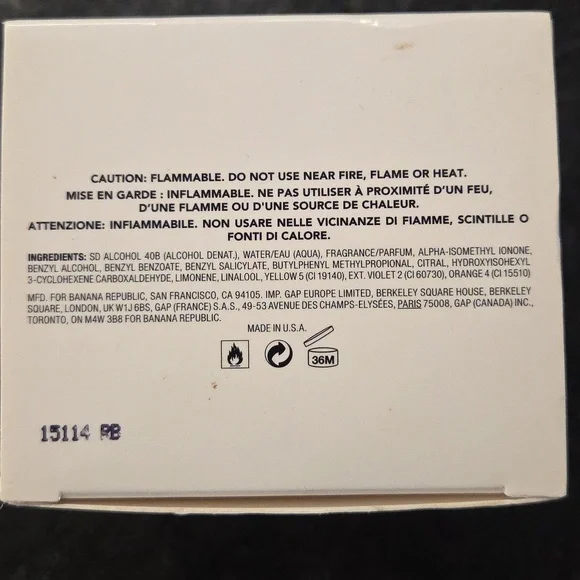 CAUTION: FLAMMABLE. DO NOT USE NEAR FIRE, FLAME OR HEAT.
MISE EN GARDE : INFLAMMABLE. NE PAS UTILISER À PROXIMITÉ D'UN FEU,
D'UNE FLAMME OU D'UNE SOURCE DE CHALEUR.
ATTENZIONE: INFIAMMABILE. NON USARE NELLE VICINANZE DI FIAMME, SCINTILLE O
FONTI DI CALORE.
INGREDIENTS: SD ALCOHOL 40B (ALCOHOL DENAT.), WATER/EAU (AQUA), FRAGRANCE/PARFUM, ALPHA-ISOMETHYL IONONE,
BENZYL ALCOHOL, BENZYL BENZOATE, BENZYL SALICYLATE, BUTYLPHENYL METHYLPROPIONAL, CITRAL, HYDROXYISOHEXYL
3-CYCLOHEXENE CARBOXALDEHYDE, LIMONENE, LINALOOL, YELLOW 5 (CI 19140), EXT. VIOLET 2 (CI 60730), ORANGE 4 (CI 15510)
MFD. FOR BANANA REPUBLIC, SAN FRANCISCO, CA 94105. IMP. GAP EUROPE LIMITED, BERKELEY SQUARE HOUSE, BERKELEY
SQUARE, LONDON, UK W1J 6BS, GAP (FRANCE) S.A.S., 49-53 AVENUE DES CHAMPS-ELYSÉES, PARIS 75008, GAP (CANADA) INC.,
TORONTO, ON M4W 3B8 FOR BANANA REPUBLIC.
MADE IN U.S.A.
36M
15114 RB